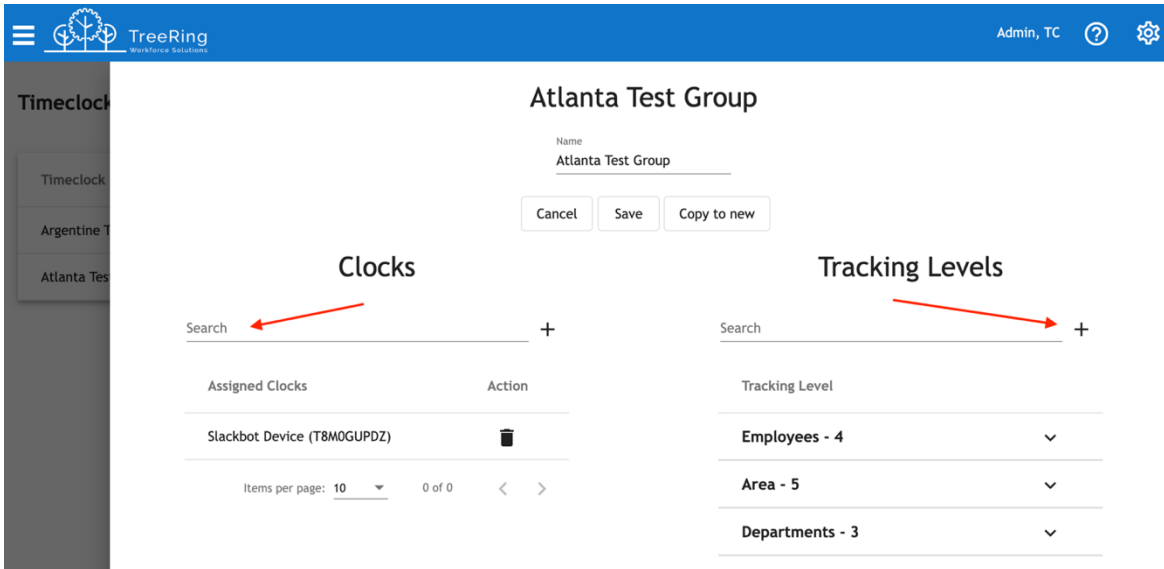 TreeRing
Workforce Solutions
Admin, TC
Timeclock
Atlanta Test Group
Name
Atlanta Test Group
Timeclock
Cancel Save Copy to new
Argentine T
Atlanta Tes
Clocks
Tracking Levels
Search
Search
Assigned Clocks Action
Tracking Level
Slackbot Device (T8M0GUPDZ)
Employees - 4
Items per page: 10 0 of 0
Area - 5
Departments - 3